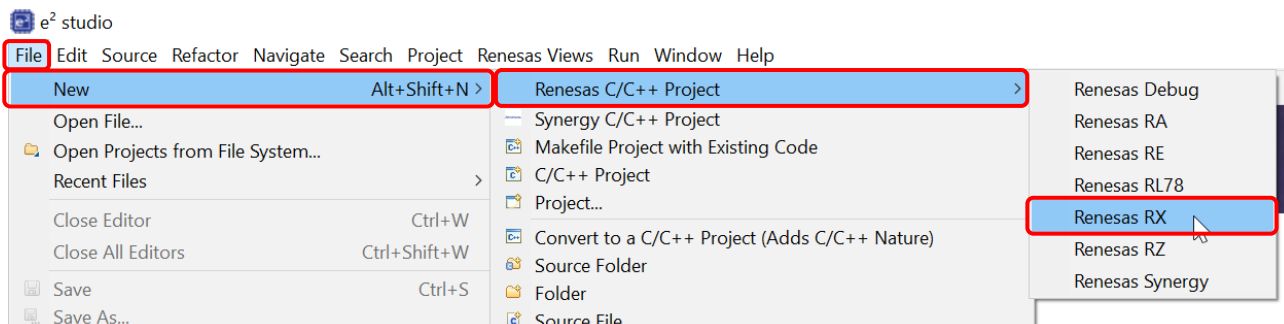 e² studio
File Edit Source Refactor Navigate Search Project Renesas Views Run Window Help
New Alt+Shift+N >
Open File...
Open Projects from File System...
Recent Files >
Close Editor Ctrl+W
Close All Editors Ctrl+Shift+W
Save Ctrl+S
Save As...
Renesas C/C++ Project >
Synergy C/C++ Project
Makefile Project with Existing Code
C/C++ Project
Project...
Convert to a C/C++ Project (Adds C/C++ Nature)
Source Folder
Folder
Source File
Renesas Debug
Renesas RA
Renesas RE
Renesas RL78
Renesas RX
Renesas RZ
Renesas Synergy